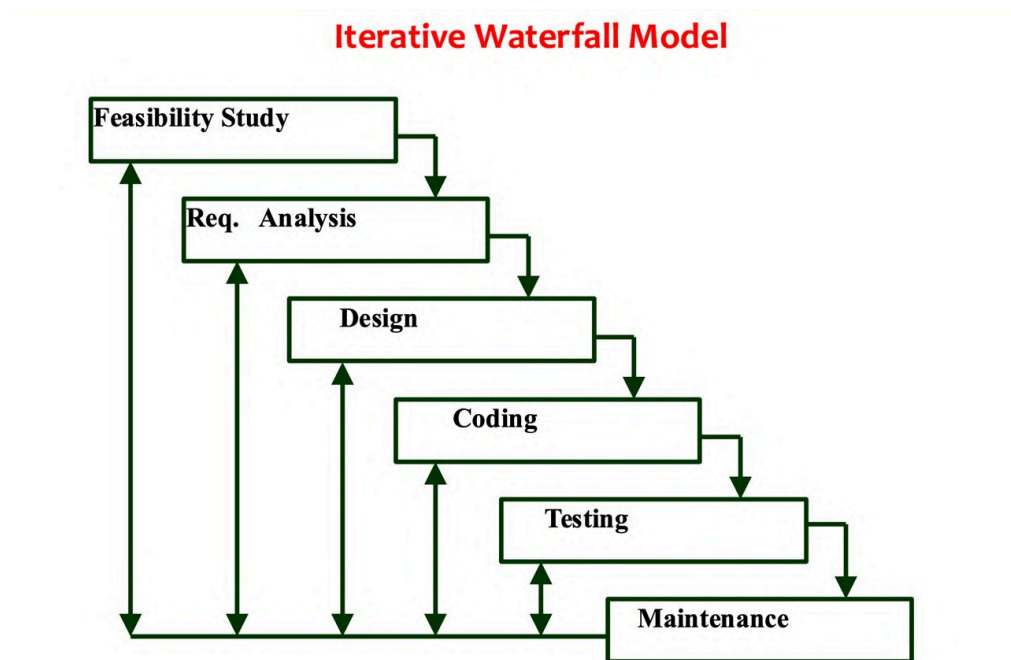 Iterative Waterfall Model
Feasibility Study
Req. Analysis
Design
Coding
Testing
Maintenance